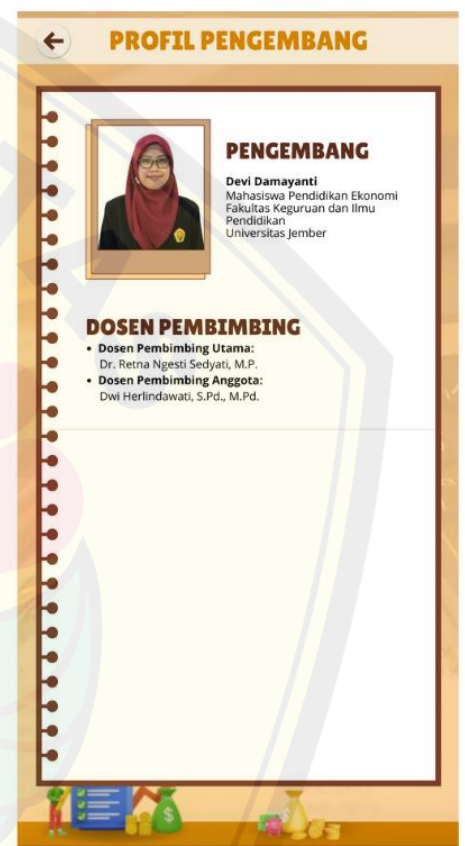 PROFIL PENGEMBANG
PENGEMBANG
Devi Damayanti
Mahasiswa Pendidikan Ekonomi
Fakultas Keguruan dan Ilmu
Pendidikan
Universitas Jember
DOSEN PEMBIMBING
• Dosen Pembimbing Utama:
Dr. Retna Ngesti Sedyati, M.P.
• Dosen Pembimbing Anggota:
Dwi Herlindawati, S.Pd., M.Pd.